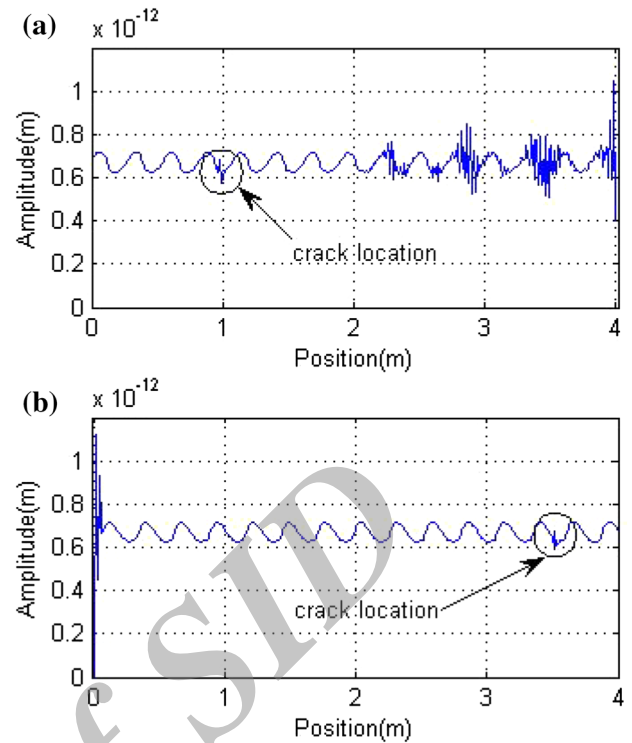 (a)
x 10^-12
1
0.8
0.6
0.4
0.2
0
Amplitude(m)
crack location
0 1 2 3 4
Position(m)
(b)
x 10^-12
1
0.8
0.6
0.4
0.2
0
Amplitude(m)
crack location
0 1 2 3 4
Position(m)
f SID